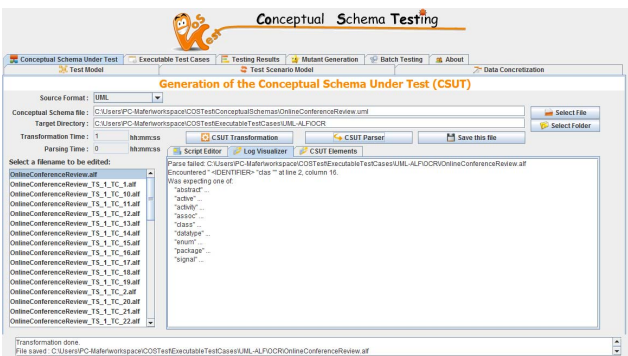 CosTest
Conceptual Schema Testing
Conceptual Schema Under Test
Executable Test Cases
Testing Results
Mutant Generation
Batch Testing
About
Test Model
Test Scenario Model
Data Concretization
Generation of the Conceptual Schema Under Test (CSUT)
Source Format : UML
Conceptual Schema file : C:\Users\PC-Mafer\workspace\COSTest\ConceptualSchemas\OnlineConferenceReview.uml
Select File
Target Directory : C:\Users\PC-Mafer\workspace\COSTest\ExecutableTestCases\UML-ALF\OCR
Select Folder
Transformation Time : 1 hh:mm:ss
CSUT Transformation
CSUT Parser
Save this file
Parsing Time : 0 hh:mm:ss
Script Editor
Log Visualizer
CSUT Elements
Select a filename to be edited:
OnlineConferenceReview.alf
OnlineConferenceReview_TS_1_TC_1.alf
OnlineConferenceReview_TS_1_TC_10.alf
OnlineConferenceReview_TS_1_TC_11.alf
OnlineConferenceReview_TS_1_TC_12.alf
OnlineConferenceReview_TS_1_TC_13.alf
OnlineConferenceReview_TS_1_TC_14.alf
OnlineConferenceReview_TS_1_TC_15.alf
OnlineConferenceReview_TS_1_TC_16.alf
OnlineConferenceReview_TS_1_TC_17.alf
OnlineConferenceReview_TS_1_TC_18.alf
OnlineConferenceReview_TS_1_TC_19.alf
OnlineConferenceReview_TS_1_TC_2.alf
OnlineConferenceReview_TS_1_TC_20.alf
OnlineConferenceReview_TS_1_TC_21.alf
OnlineConferenceReview_TS_1_TC_22.alf
Parse failed: C:\Users\PC-Mafer\workspace\COSTest\ExecutableTestCases\UML-ALF\OCR\OnlineConferenceReview.alf
Encountered " <IDENTIFIER> "clas "" at line 2, column 16.
Was expecting one of:
"abstract" ...
"active" ...
"activity" ...
"assoc" ...
"class" ...
"datatype" ...
"enum" ...
"package" ...
"signal" ...
Transformation done.
File saved : C:\Users\PC-Mafer\workspace\COSTest\ExecutableTestCases\UML-ALF\OCR\OnlineConferenceReview.alf